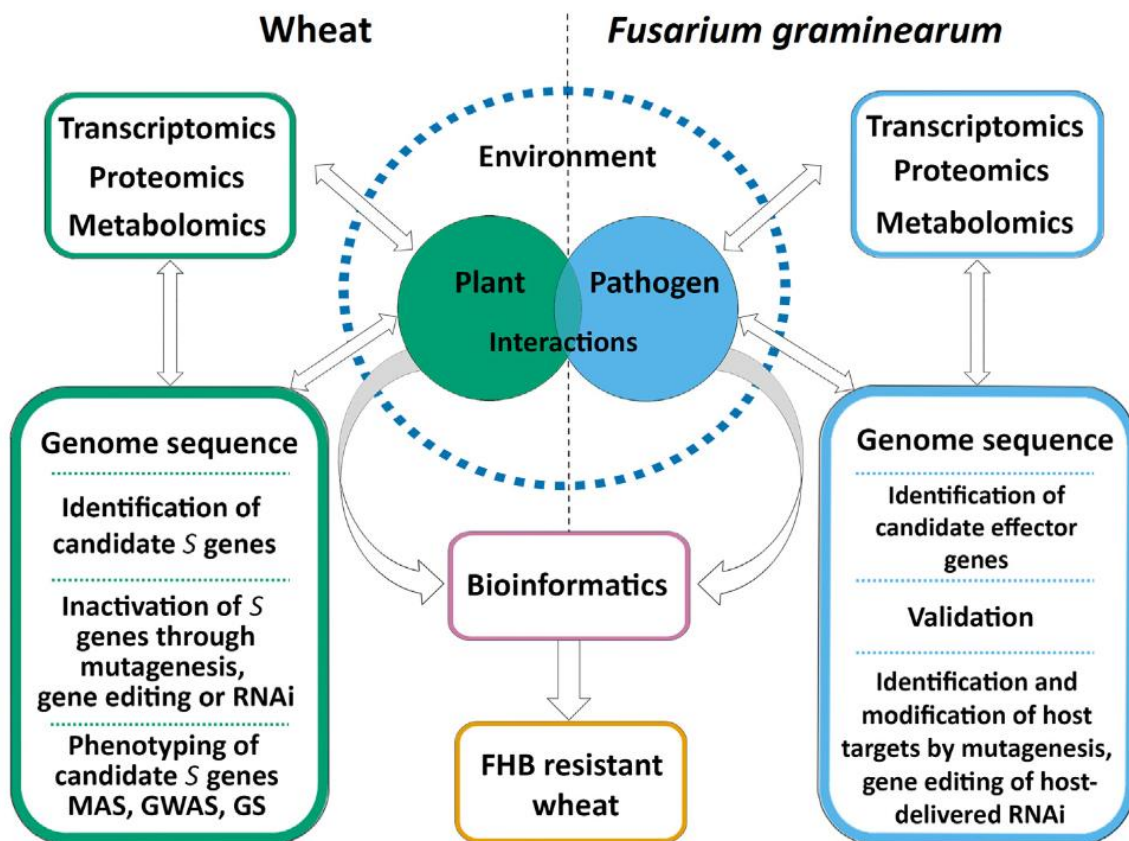 Wheat
Fusarium graminearum
Transcriptomics
Proteomics
Metabolomics
Environment
Transcriptomics
Proteomics
Metabolomics
Plant
Pathogen
Interactions
Genome sequence
Identification of
candidate S genes
Inactivation of S
genes through
mutagenesis,
gene editing or RNAi
Phenotyping of
candidate S genes
MAS, GWAS, GS
Bioinformatics
FHB resistant
wheat
Genome sequence
Identification of
candidate effector
genes
Validation
Identification and
modification of host
targets by mutagenesis,
gene editing of host-
delivered RNAi